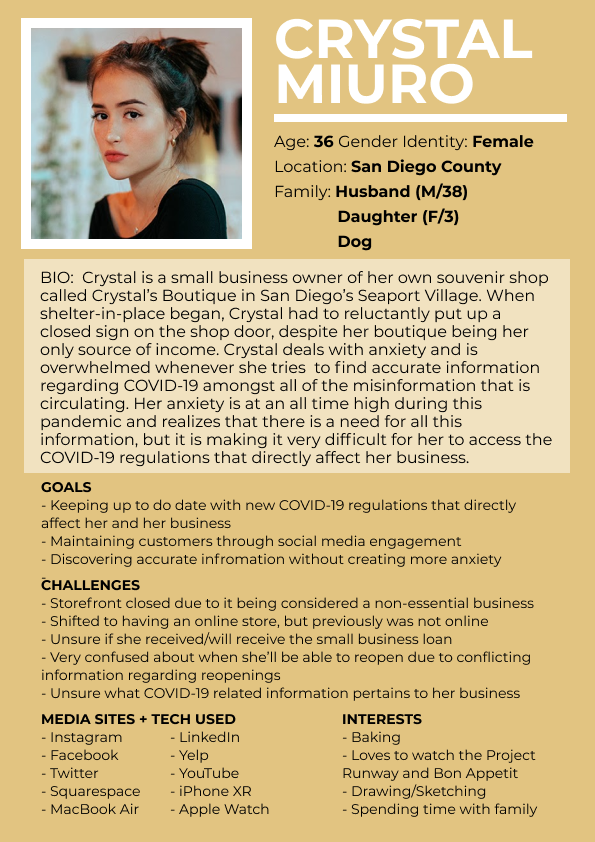 CRYSTAL
MIURO
Age: 36 Gender Identity: Female
Location: San Diego County
Family: Husband (M/38)
Daughter (F/3)
Dog
BIO:  Crystal is a small business owner of her own souvenir shop
called Crystal's Boutique in San Diego's Seaport Village. When
shelter-in-place began, Crystal had to reluctantly put up a
closed sign on the shop door, despite her boutique being her
only source of income. Crystal deals with anxiety and is
overwhelmed whenever she tries  to find accurate information
regarding COVID-19 amongst all of the misinformation that is
circulating. Her anxiety is at an all time high during this
pandemic and realizes that there is a need for all this
information, but it is making it very difficult for her to access the
COVID-19 regulations that directly affect her business.
GOALS
- Keeping up to do date with new COVID-19 regulations that directly
affect her and her business
- Maintaining customers through social media engagement
- Discovering accurate infromation without creating more anxiety
-
CHALLENGES
- Storefront closed due to it being considered a non-essential business
- Shifted to having an online store, but previously was not online
- Unsure if she received/will receive the small business loan
- Very confused about when she'll be able to reopen due to conflicting
information regarding reopenings
- Unsure what COVID-19 related information pertains to her business
MEDIA SITES + TECH USED
- Instagram
- Facebook
- Twitter
- Squarespace
- MacBook Air
- LinkedIn
- Yelp
- YouTube
- iPhone XR
- Apple Watch
INTERESTS
- Baking
- Loves to watch the Project
Runway and Bon Appetit
- Drawing/Sketching
- Spending time with family